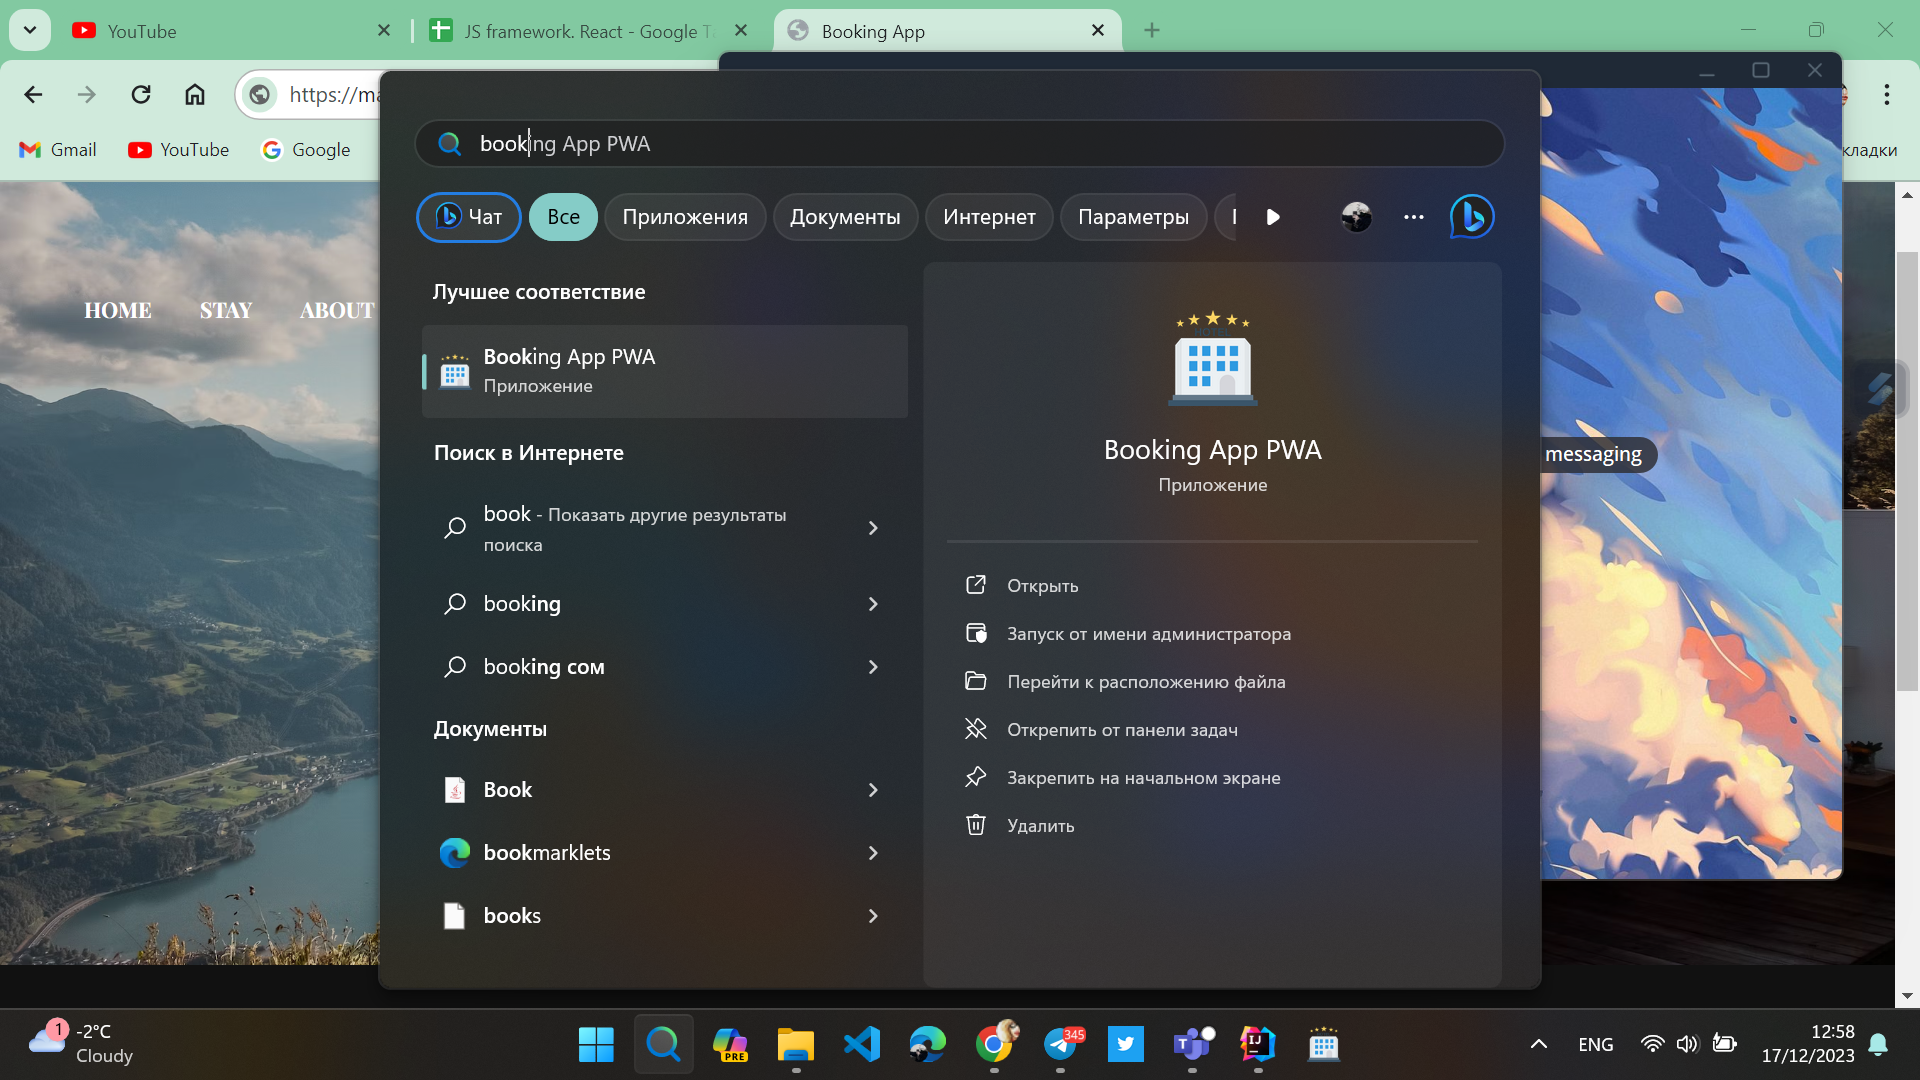 YouTube
JS framework. React - Google
Booking App
https://ma
Gmail
YouTube
Google
кладки
booking App PWA
Чат
Все
Приложения
Документы
Интернет
Параметры
HOME STAY ABOUT
Лучшее соответствие
Booking App PWA
Приложение
Поиск в Интернете
book - Показать другие результаты
поиска
booking
booking com
Документы
Book
bookmarklets
books
HOTEL
Booking App PWA
Приложение
Открыть
Запуск от имени администратора
Перейти к расположению файла
Открепить от панели задач
Закрепить на начальном экране
Удалить
messaging
1
-2°C
Cloudy
PRE
345
T
IJ
ENG
12:58
17/12/2023